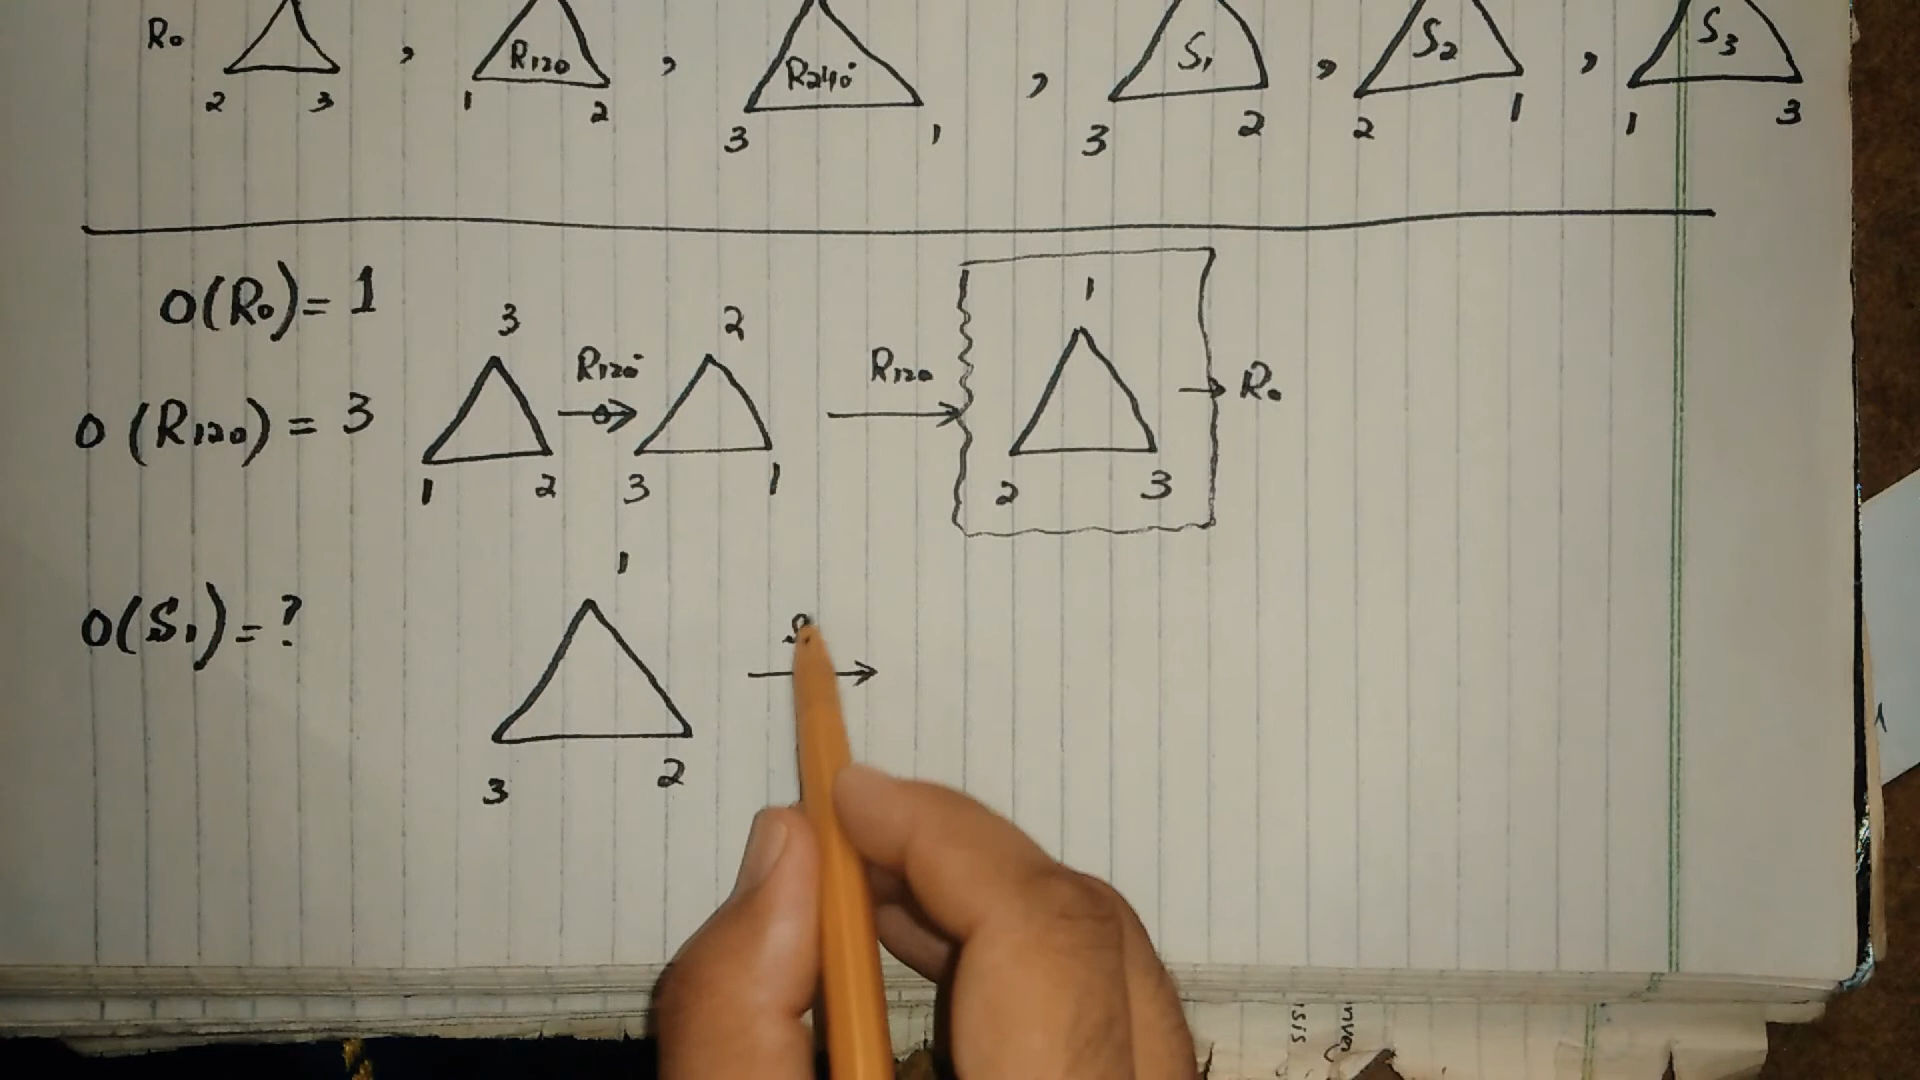 R₀ , R₁₂₀ , R₂₄₀° , S₁ , S₂ , S₃
2 3 1 2 3 1 3 2 2 1 1 3
O(R₀) = 1
3 2 1
R₁₂₀° R₁₂₀ → R₀
O (R₁₂₀) = 3
1 2 3 1 2 3
1
O(S₁) = ?
3 2